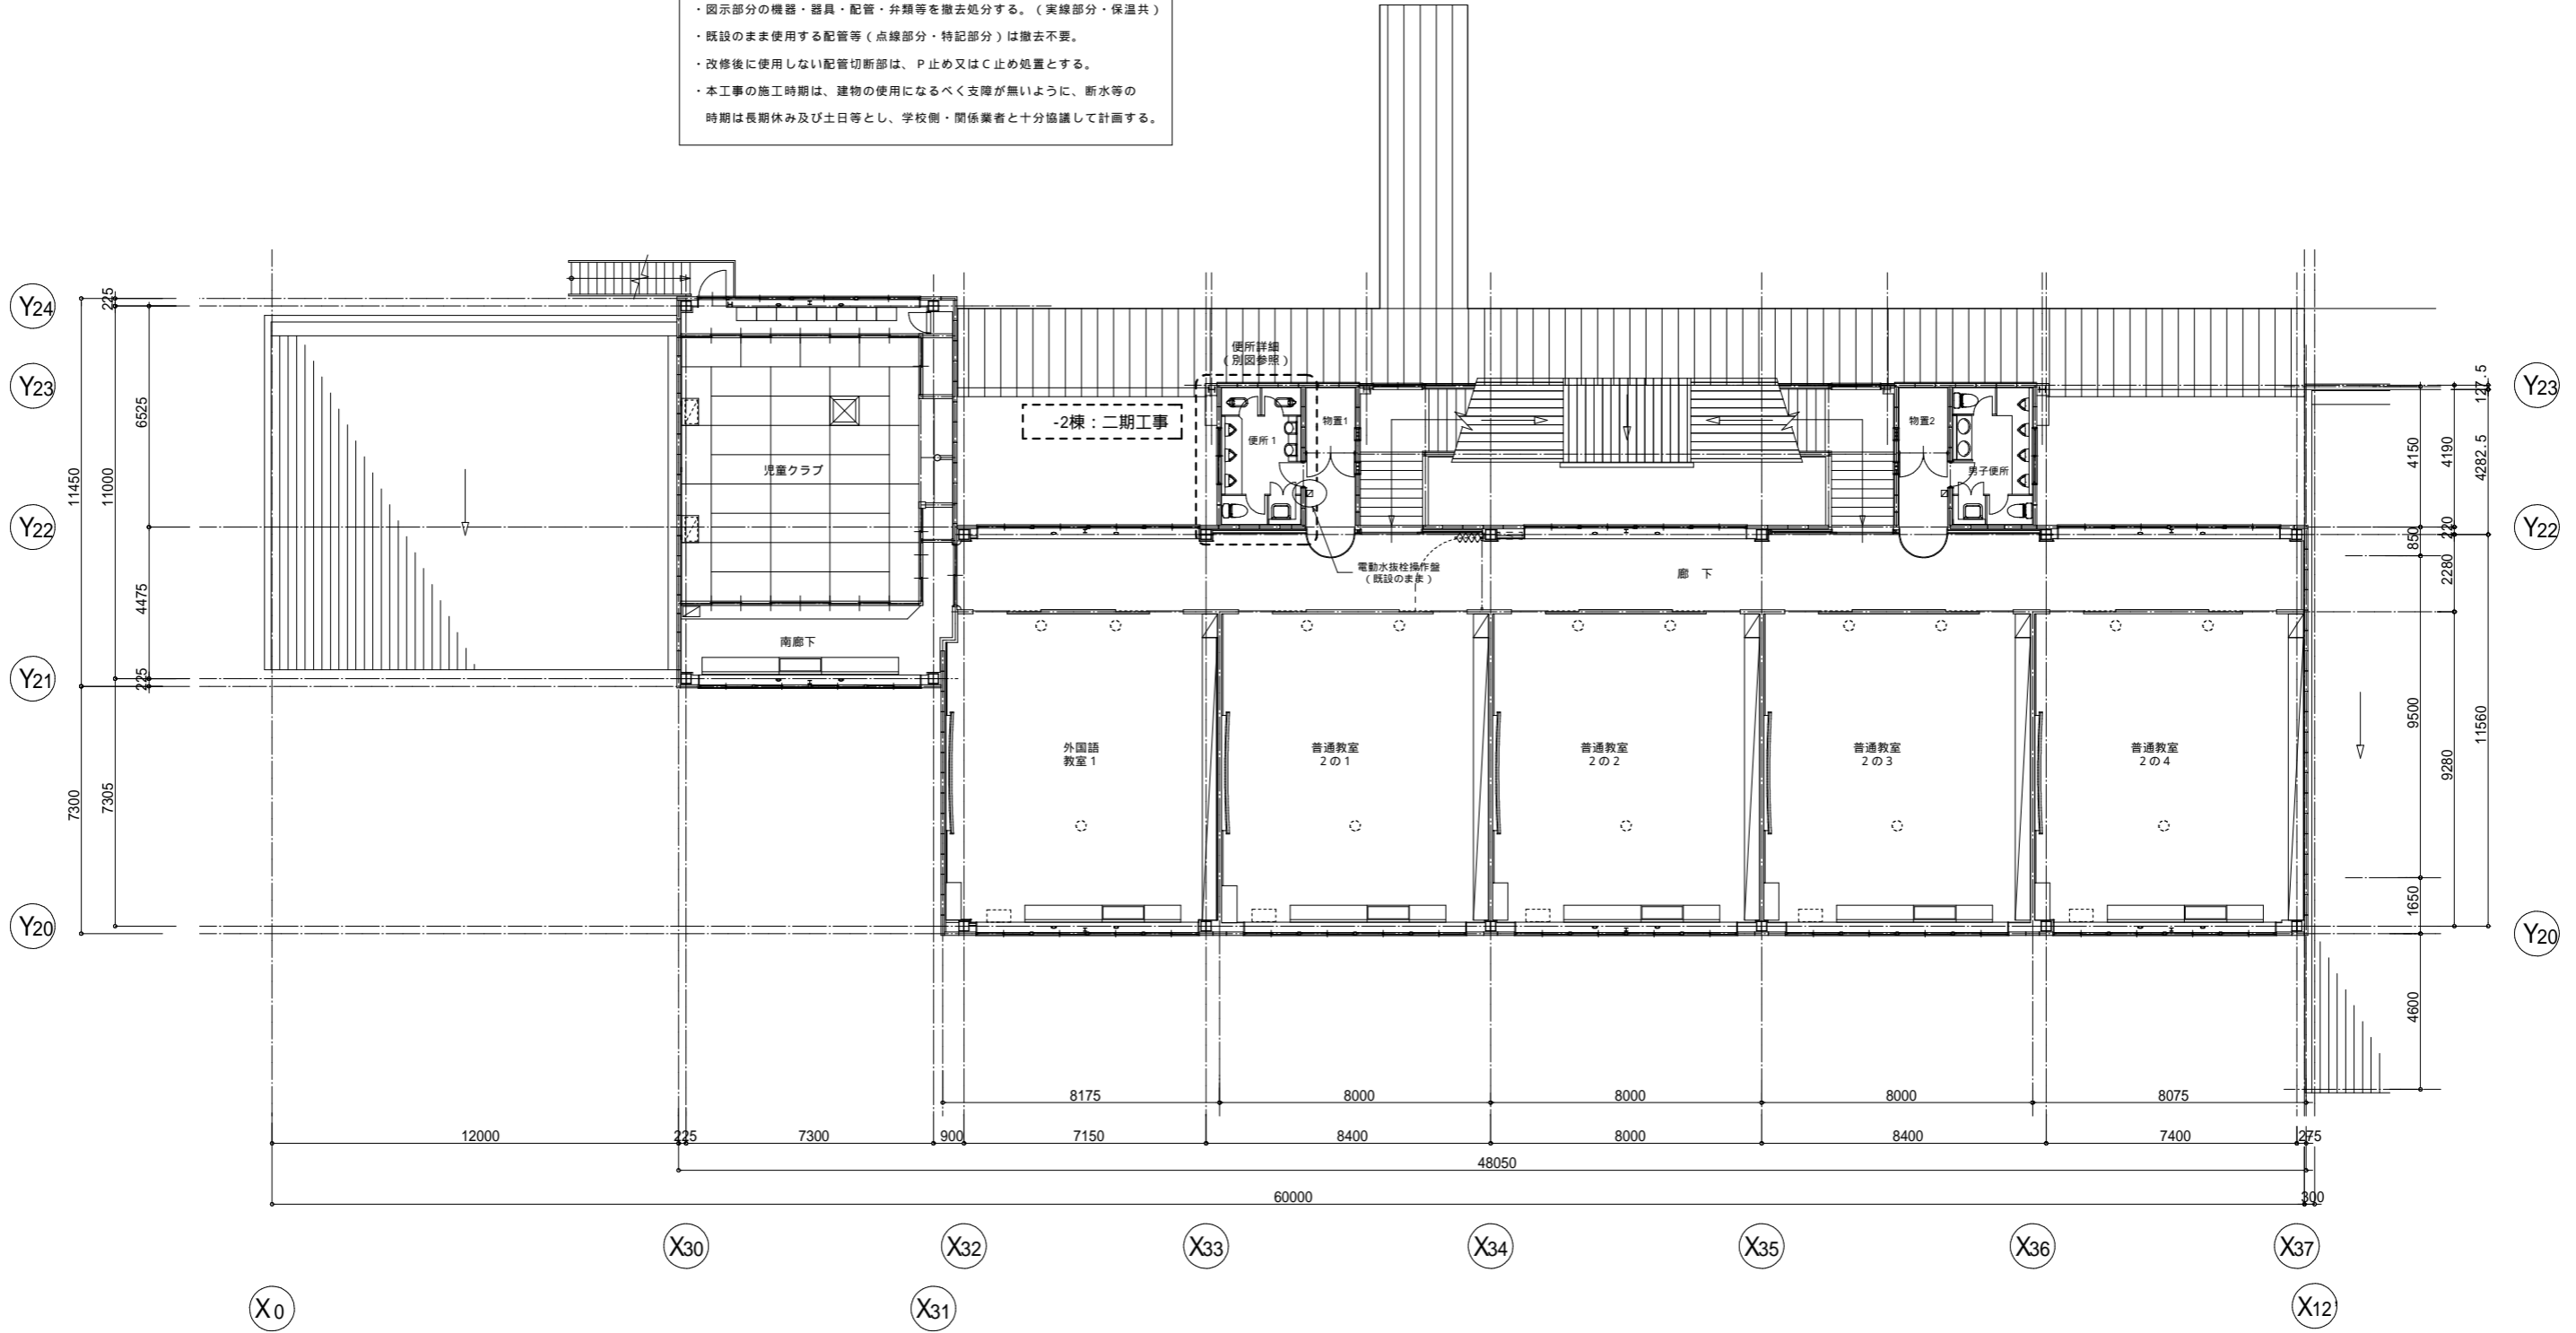 ・図示部分の機器・器具・配管・弁類等を撤去処分する。（実線部分・保温共）
・既設のまま使用する配管等（点線部分・特記部分）は撤去不要。
・改修後に使用しない配管切断部は、Ｐ止め又はＣ止め処置とする。
・本工事の施工時期は、建物の使用になるべく支障が無いように、断水等の
時期は長期休み及び土日等とし、学校側・関係業者と十分協議して計画する。
Y24
Y23
Y22
Y21
Y20
225
6625
11000
11450
4475
225
7305
7300
便所詳細
（別図参照）
-2棟：二期工事
便所１
物置1
物置2
男子便所
児童クラブ
電動水抜栓操作盤
（既設のまま）
廊　下
南廊下
外国語
教室１
普通教室
２の１
普通教室
２の２
普通教室
２の３
普通教室
２の４
Y23
Y22
Y20
127.5
4150
4190
4282.5
220
850
2280
9500
9280
11560
1650
4600
8175
8000
8000
8000
8075
12000
225
7300
900
7150
8400
8000
8400
7400
275
48050
60000
300
X30
X32
X33
X34
X35
X36
X37
X0
X31
X12